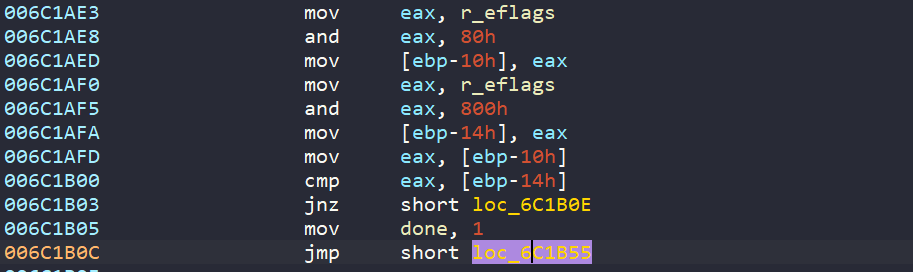 006C1AE3 mov eax, r_eflags
006C1AE8 and eax, 80h
006C1AED mov [ebp-10h], eax
006C1AF0 mov eax, r_eflags
006C1AF5 and eax, 800h
006C1AFA mov [ebp-14h], eax
006C1AFD mov eax, [ebp-10h]
006C1B00 cmp eax, [ebp-14h]
006C1B03 jnz short loc_6C1B0E
006C1B05 mov done, 1
006C1B0C jmp short loc_6C1B55